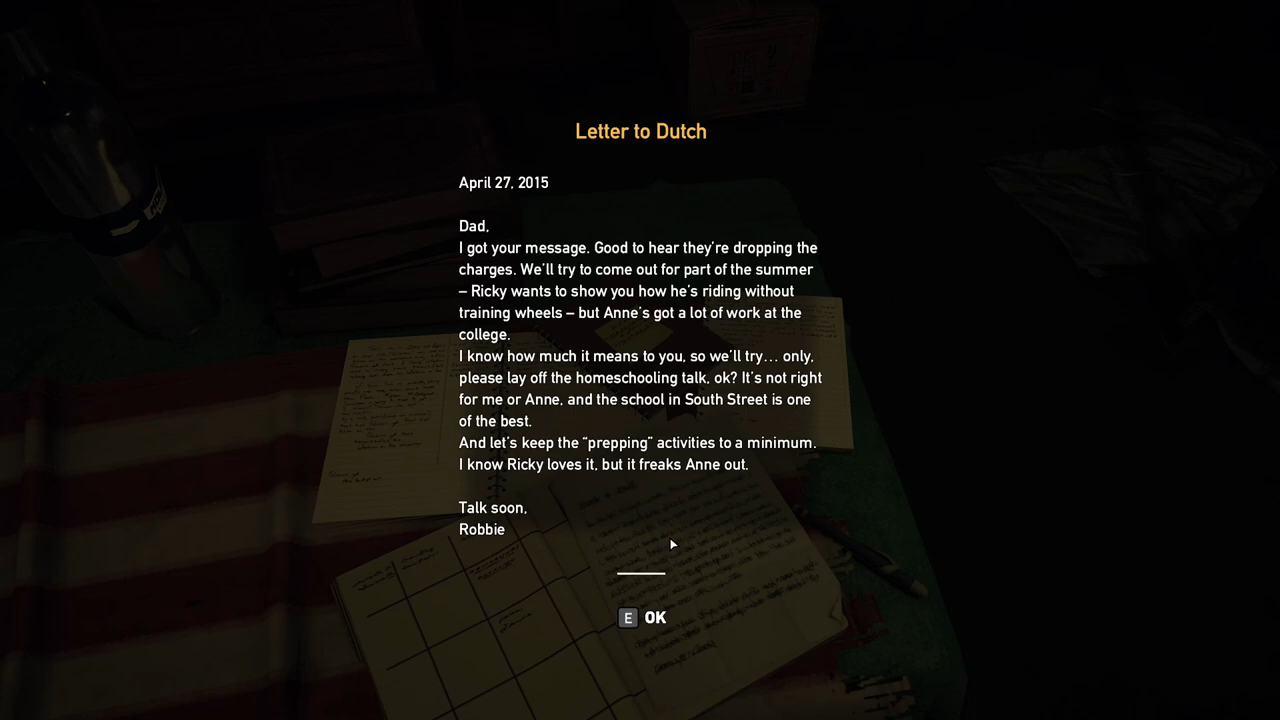 Letter to Dutch
April 27, 2015
Dad,
I got your message. Good to hear they're dropping the
charges. We'll try to come out for part of the summer
– Ricky wants to show you how he's riding without
training wheels – but Anne's got a lot of work at the
college.
I know how much it means to you, so we'll try... only,
please lay off the homeschooling talk, ok? It's not right
for me or Anne, and the school in South Street is one
of the best.
And let's keep the “prepping” activities to a minimum.
I know Ricky loves it, but it freaks Anne out.
Talk soon,
Robbie
E OK